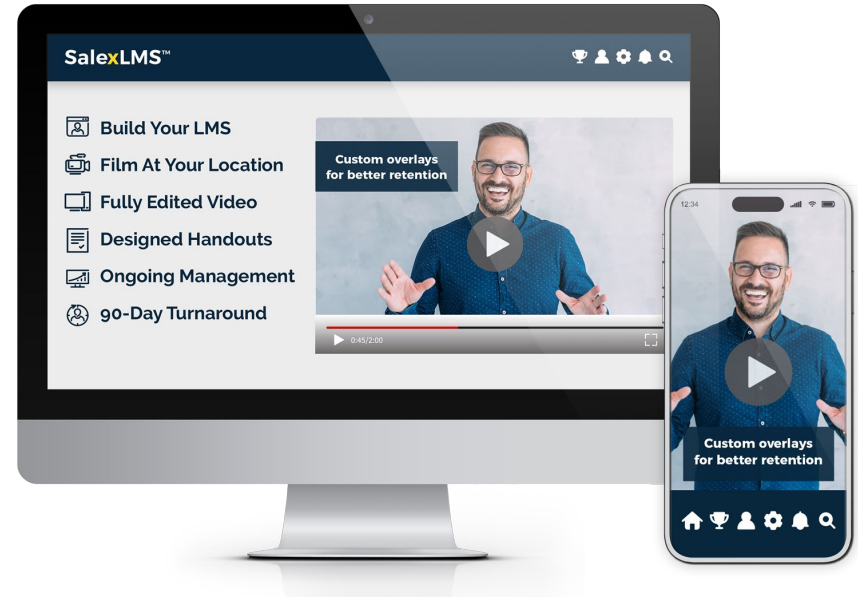 SalexLMS™
Build Your LMS
Film At Your Location
Fully Edited Video
Designed Handouts
Ongoing Management
90-Day Turnaround
Custom overlays
for better retention
0:45/2:00
12:34
Custom overlays
for better retention